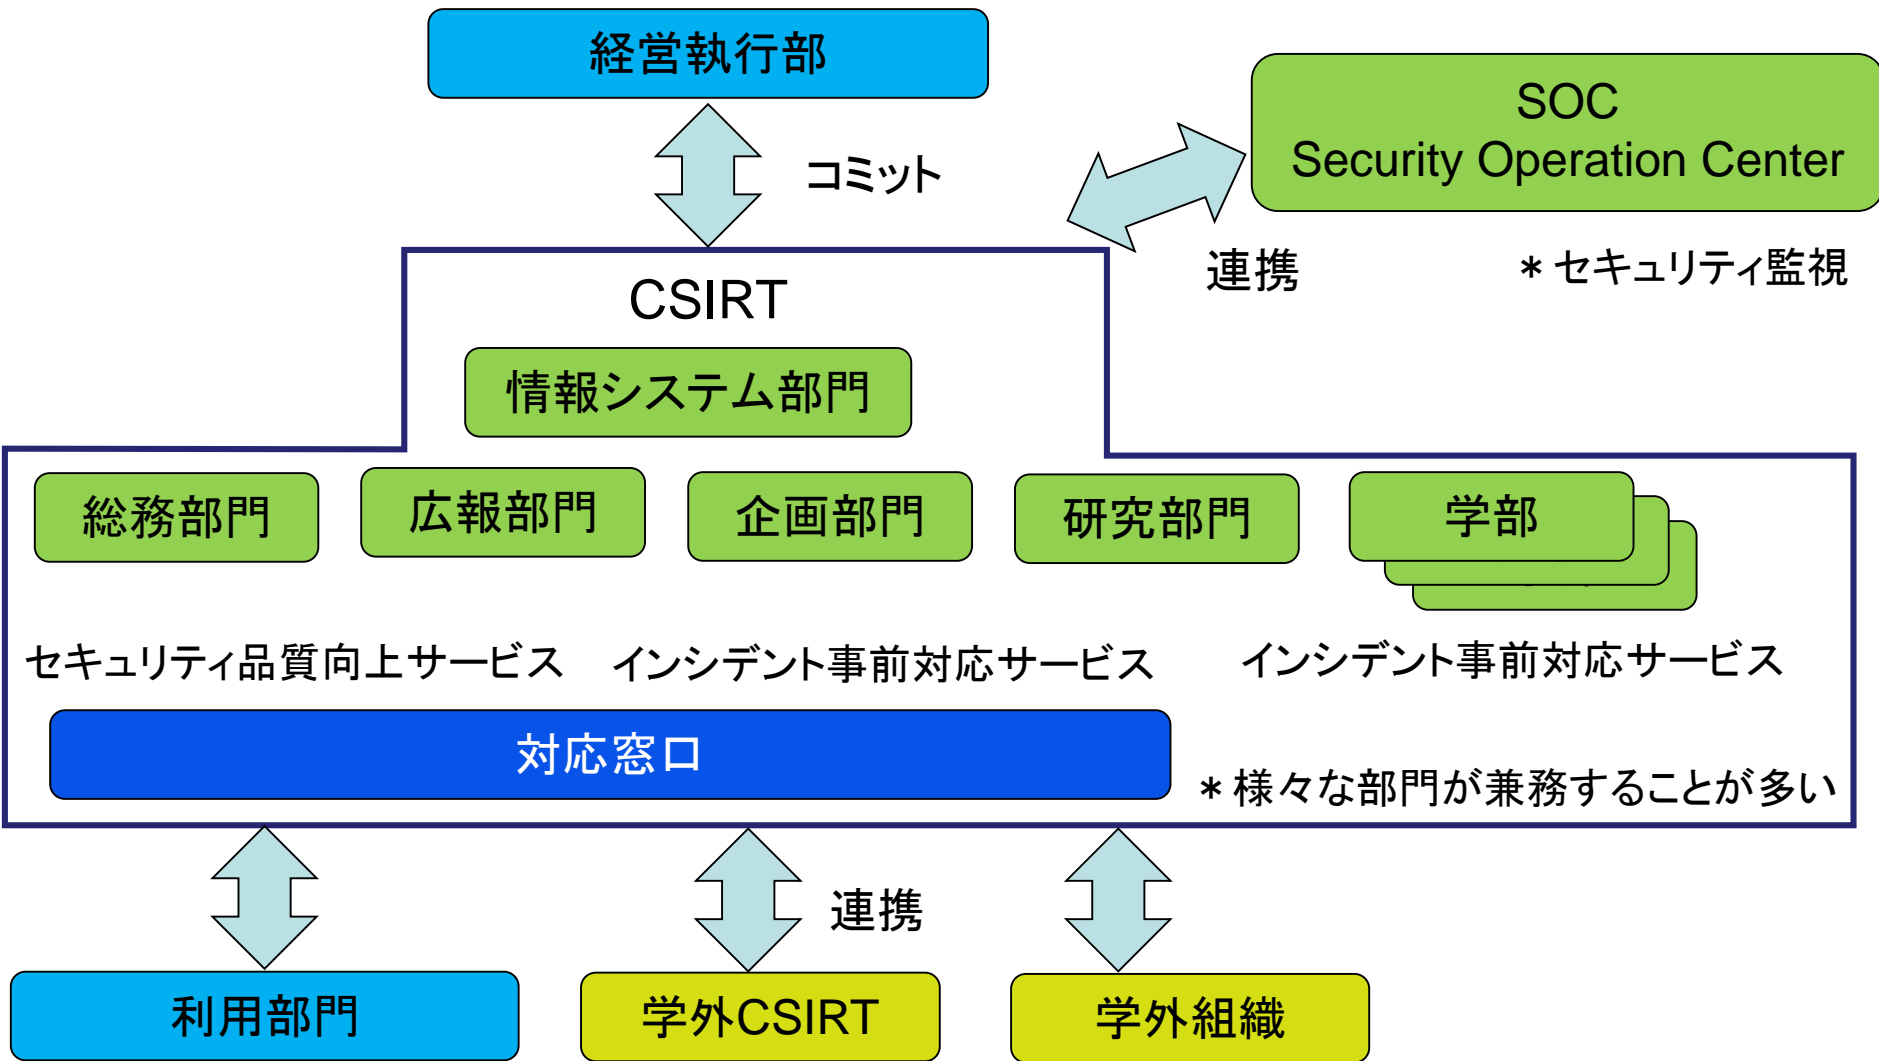 経営執行部
SOC
Security Operation Center
コミット
連携
* セキュリティ監視
CSIRT
情報システム部門
総務部門
広報部門
企画部門
研究部門
学部
セキュリティ品質向上サービス
インシデント事前対応サービス
インシデント事前対応サービス
対応窓口
* 様々な部門が兼務することが多い
連携
利用部門
学外CSIRT
学外組織